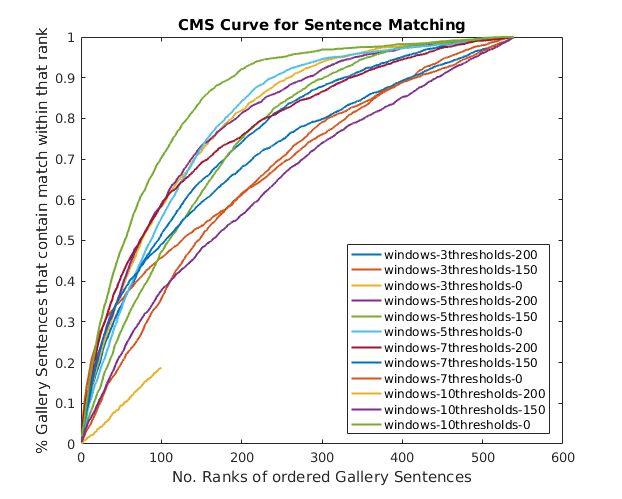 CMS Curve for Sentence Matching
% Gallery Sentences that contain match within that rank
1
0.9
0.8
0.7
0.6
0.5
0.4
0.3
0.2
0.1
0
0 100 200 300 400 500 600
No. Ranks of ordered Gallery Sentences
windows-3thresholds-200
windows-3thresholds-150
windows-3thresholds-0
windows-5thresholds-200
windows-5thresholds-150
windows-5thresholds-0
windows-7thresholds-200
windows-7thresholds-150
windows-7thresholds-0
windows-10thresholds-200
windows-10thresholds-150
windows-10thresholds-0